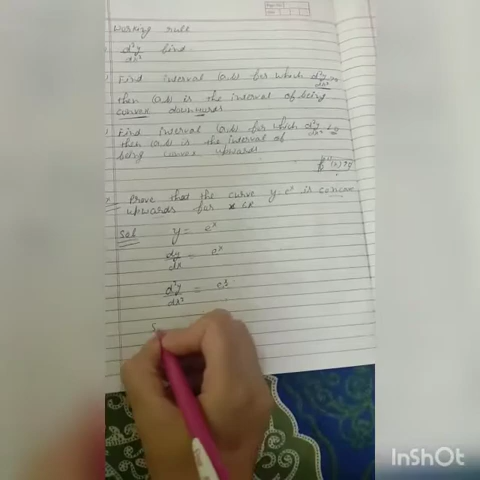 Working rule
d²y/dx² find
Find interval (a,b) for which d²y/dx² >0
then (a,b) is the interval of being
convex downwards
Find interval (a,b) for which d²y/dx² <0
then (a,b) is the interval of
being convex upwards
Prove that the curve y=eˣ is concave
upwards for x
Sol y = eˣ
dy/dx = eˣ
d²y/dx² = eˣ
InShOt